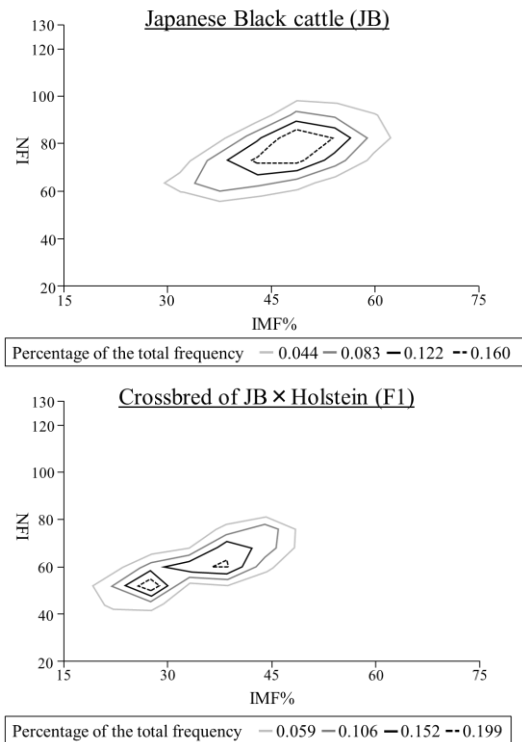 Japanese Black cattle (JB)
130
120
100
80
60
40
20
NFI
15 30 45 60 75
IMF%
Percentage of the total frequency 0.044 0.083 0.122 0.160
Crossbred of JB × Holstein (F1)
130
120
100
80
60
40
20
NFI
15 30 45 60 75
IMF%
Percentage of the total frequency 0.059 0.106 0.152 0.199